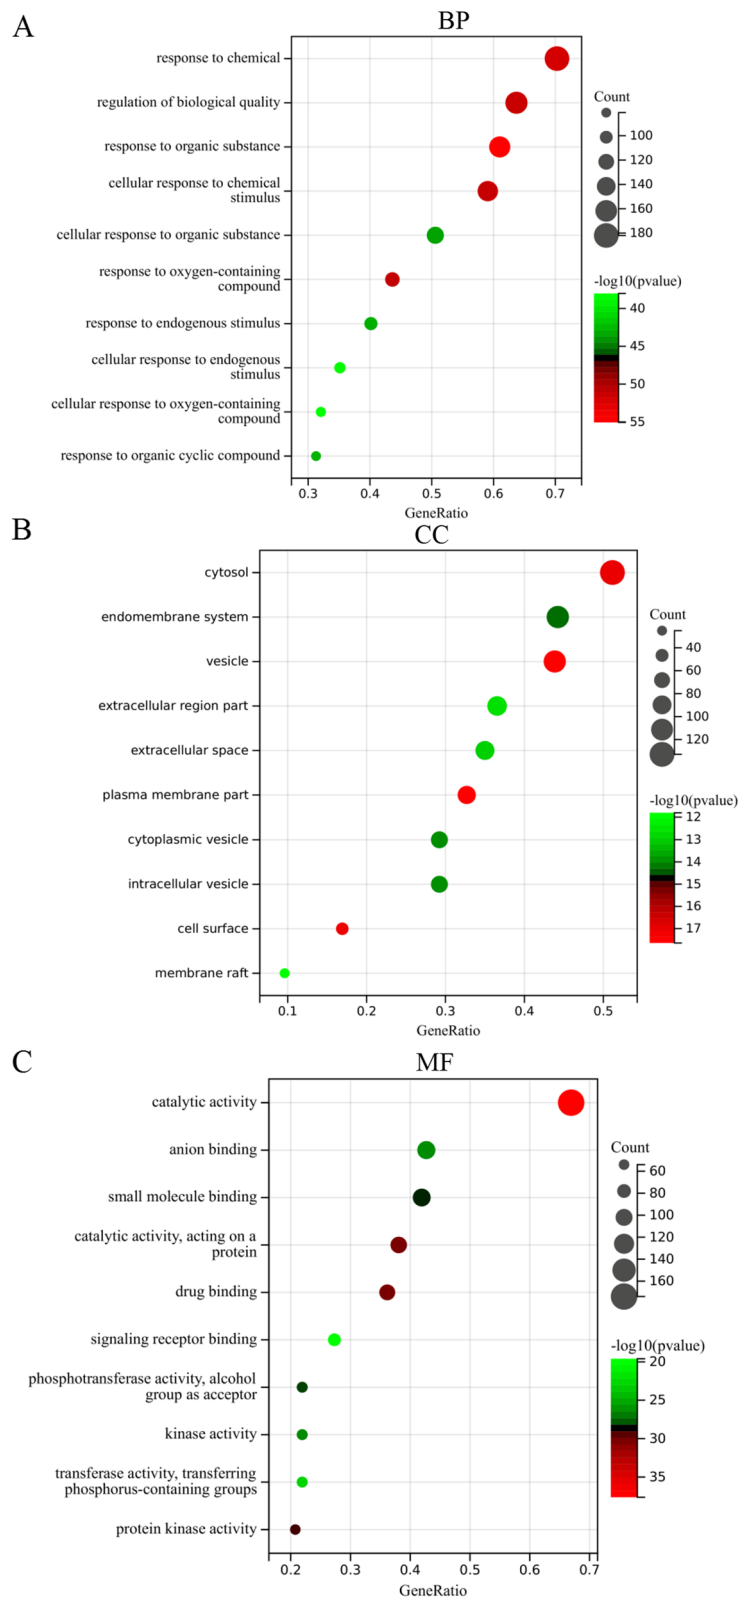 A
BP
response to chemical
regulation of biological quality
response to organic substance
cellular response to chemical
stimulus
cellular response to organic substance
response to oxygen-containing
compound
response to endogenous stimulus
cellular response to endogenous
stimulus
cellular response to oxygen-containing
compound
response to organic cyclic compound
0.3 0.4 0.5 0.6 0.7
GeneRatio
Count
100
120
140
160
180
-log10(pvalue)
40
45
50
55
B
CC
cytosol
endomembrane system
vesicle
extracellular region part
extracellular space
plasma membrane part
cytoplasmic vesicle
intracellular vesicle
cell surface
membrane raft
0.1 0.2 0.3 0.4 0.5
GeneRatio
Count
40
60
80
100
120
-log10(pvalue)
12
13
14
15
16
17
C
MF
catalytic activity
anion binding
small molecule binding
catalytic activity, acting on a
protein
drug binding
signaling receptor binding
phosphotransferase activity, alcohol
group as acceptor
kinase activity
transferase activity, transferring
phosphorus-containing groups
protein kinase activity
0.2 0.3 0.4 0.5 0.6 0.7
GeneRatio
Count
60
80
100
120
140
160
-log10(pvalue)
20
25
30
35